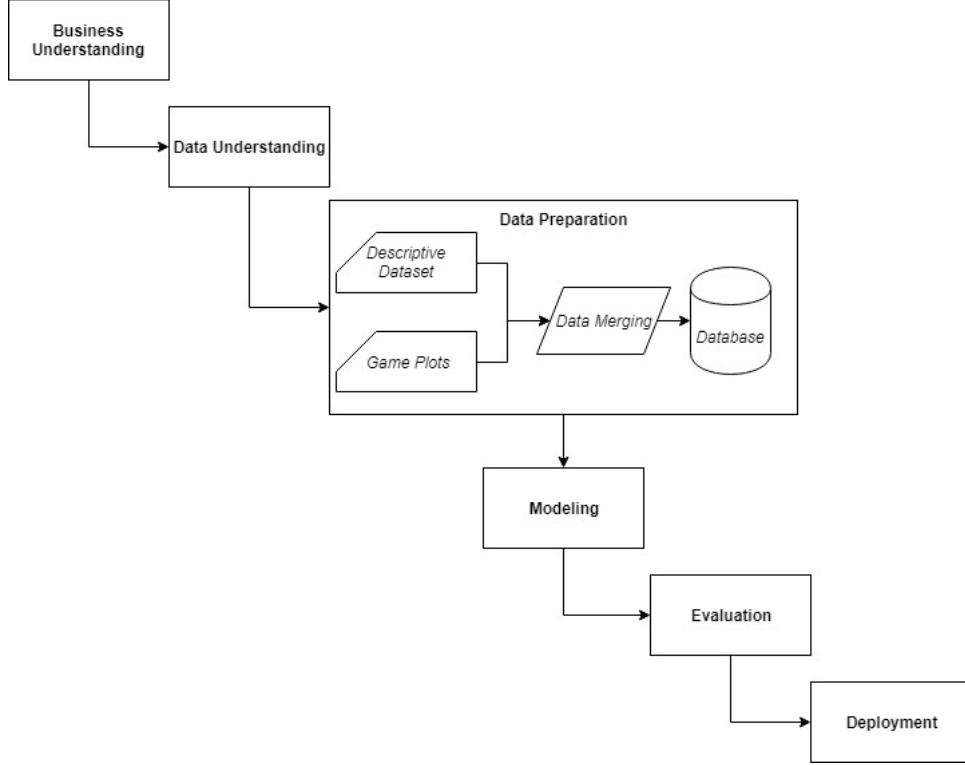 Business
Understanding
Data Understanding
Data Preparation
Descriptive
Dataset
Data Merging
Database
Game Plots
Modeling
Evaluation
Deployment